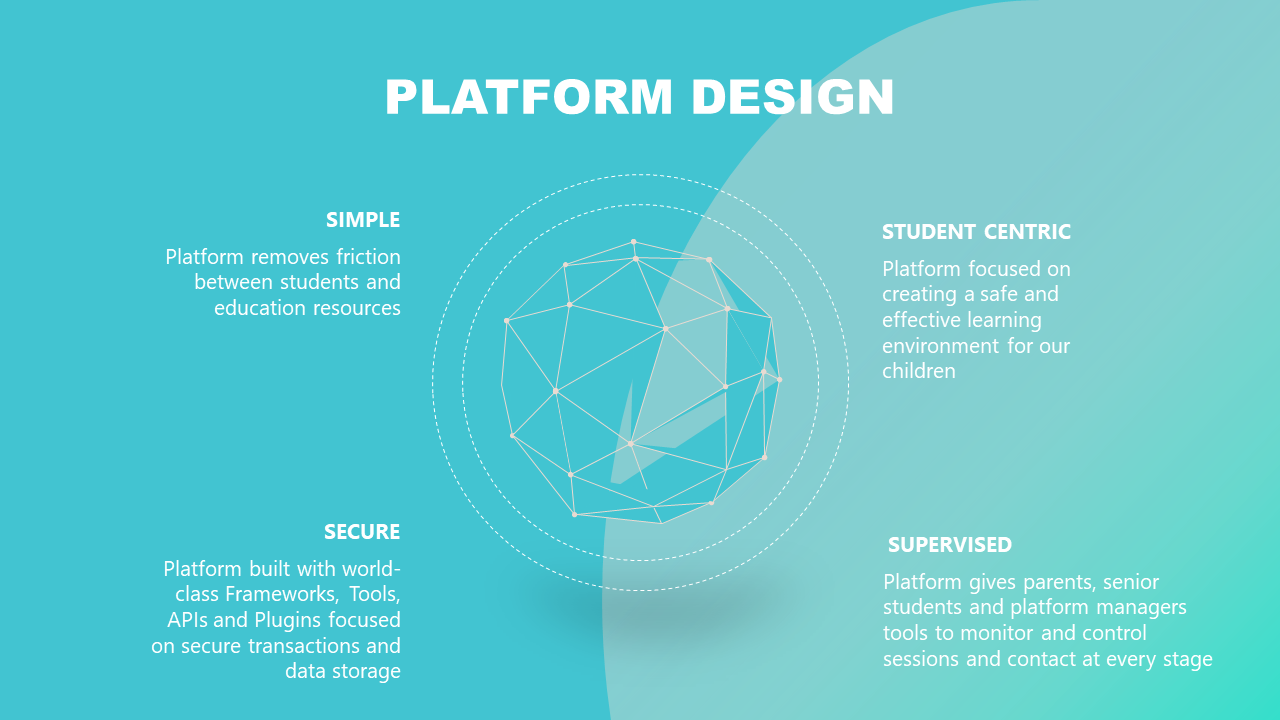 PLATFORM DESIGN
SIMPLE
Platform removes friction
between students and
education resources
STUDENT CENTRIC
Platform focused on
creating a safe and
effective learning
environment for our
children
SECURE
Platform built with world-
class Frameworks, Tools,
APIs and Plugins focused
on secure transactions and
data storage
SUPERVISED
Platform gives parents, senior
students and platform managers
tools to monitor and control
sessions and contact at every stage